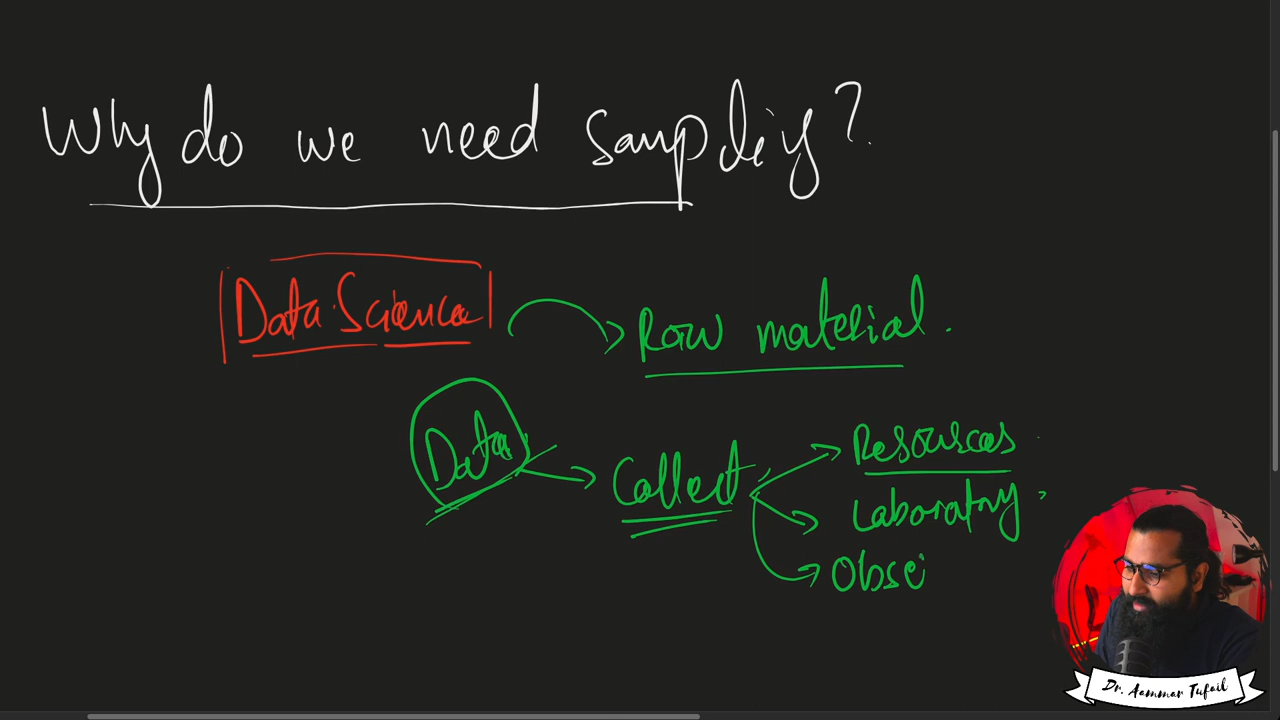 Why do we need sampling?
Data Science
Raw material.
Data
Collect
Resources
Laboratory
Obse
Dr. Aammar Tufail